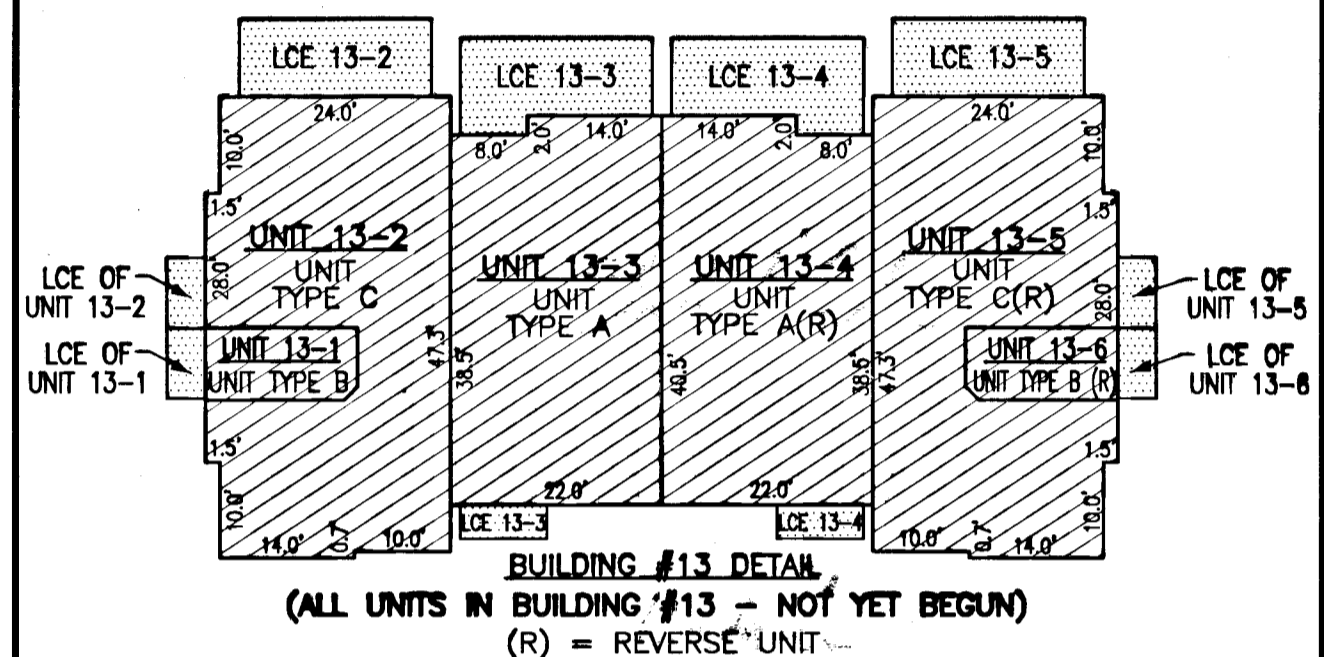 LCE 13-2
LCE 13-3
LCE 13-4
LCE 13-5
24.0'
8.0'
2.0'
14.0'
14.0'
2.0'
8.0'
24.0'
10.0'
10.0'
1.5'
1.5'
UNIT 13-2
UNIT
TYPE C
UNIT 13-3
UNIT
TYPE A
UNIT 13-4
UNIT
TYPE A(R)
UNIT 13-5
UNIT
TYPE C(R)
LCE OF
UNIT 13-2
28.0'
28.0'
LCE OF
UNIT 13-5
LCE OF
UNIT 13-1
UNIT 13-1
UNIT TYPE B
47.3'
38.5'
40.5'
38.5'
47.3'
UNIT 13-6
UNIT TYPE B (R)
LCE OF
UNIT 13-6
1.5'
1.5'
10.0'
10.0'
22.0'
22.0'
LCE 13-3
LCE 13-4
14.0'
0.7'
10.0'
10.0'
0.7'
14.0'
BUILDING #13 DETAIL
(ALL UNITS IN BUILDING #13 - NOT YET BEGUN)
(R) = REVERSE UNIT